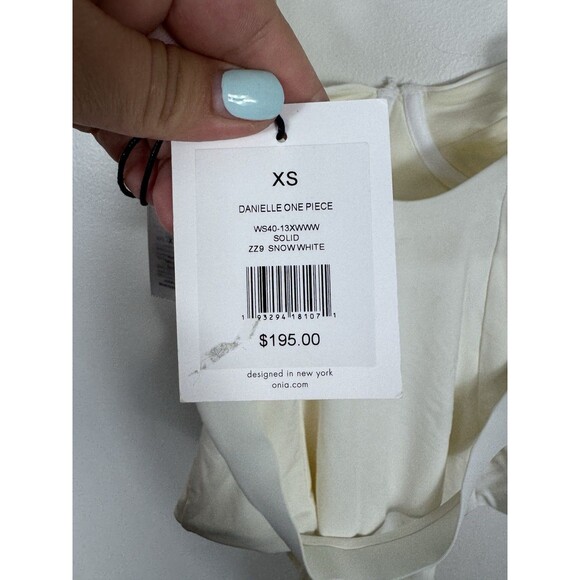 XS
DANIELLE ONE PIECE
WS40-13XWWW
SOLID
ZZ9 SNOW WHITE
1 93294 18107 1
$195.00
designed in new york
onia.com